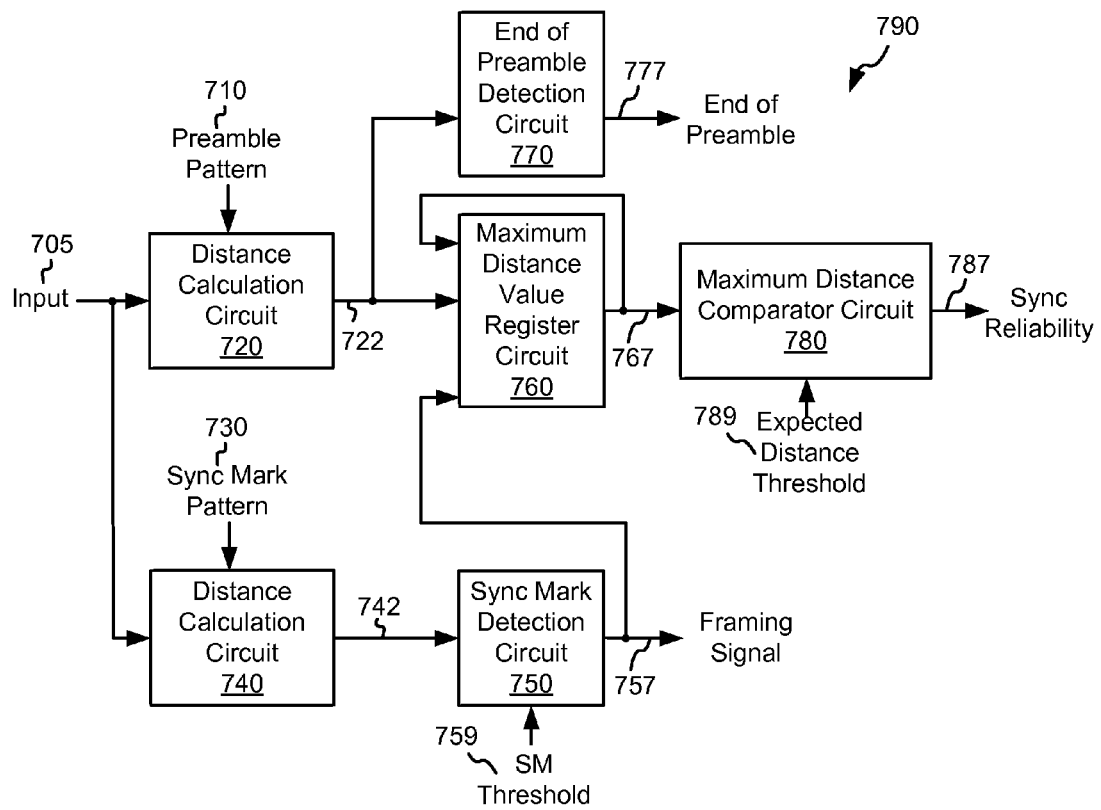 790
End of
Preamble
Detection
Circuit
770
777
End of
Preamble
710
Preamble
Pattern
705
Input
Distance
Calculation
Circuit
720
722
Maximum
Distance
Value
Register
Circuit
760
767
Maximum Distance
Comparator Circuit
780
787
Sync
Reliability
789
Expected
Distance
Threshold
730
Sync Mark
Pattern
Distance
Calculation
Circuit
740
742
Sync Mark
Detection
Circuit
750
757
Framing
Signal
759
SM
Threshold